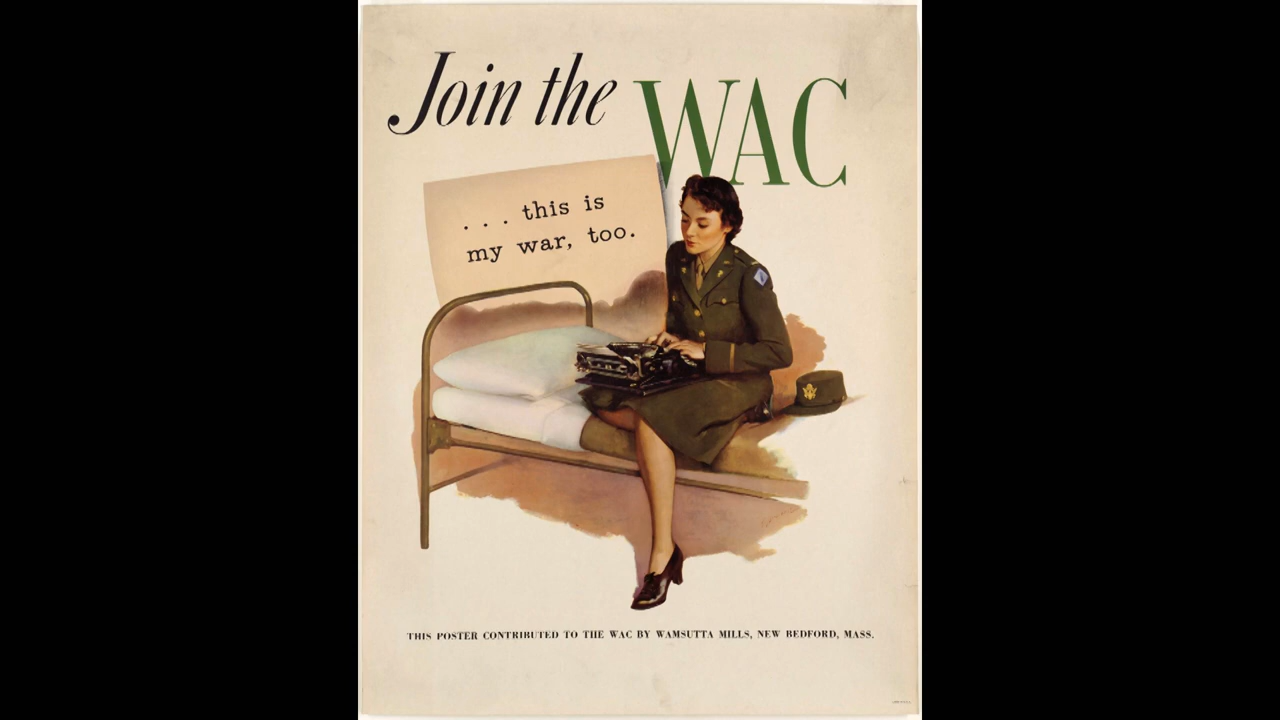 Join the WAC
. . . this is
my war, too.
THIS POSTER CONTRIBUTED TO THE WAC BY WAMSUTTA MILLS, NEW BEDFORD, MASS.